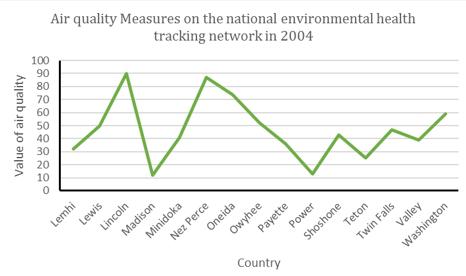 Air quality Measures on the national environmental health
tracking network in 2004
Value of air quality
100
90
80
70
60
50
40
30
20
10
0
Lemhi
Lewis
Lincoln
Madison
Minidoka
Nez Perce
Oneida
Owyhee
Payette
Power
Shoshone
Teton
Twin Falls
Valley
Washington
Country